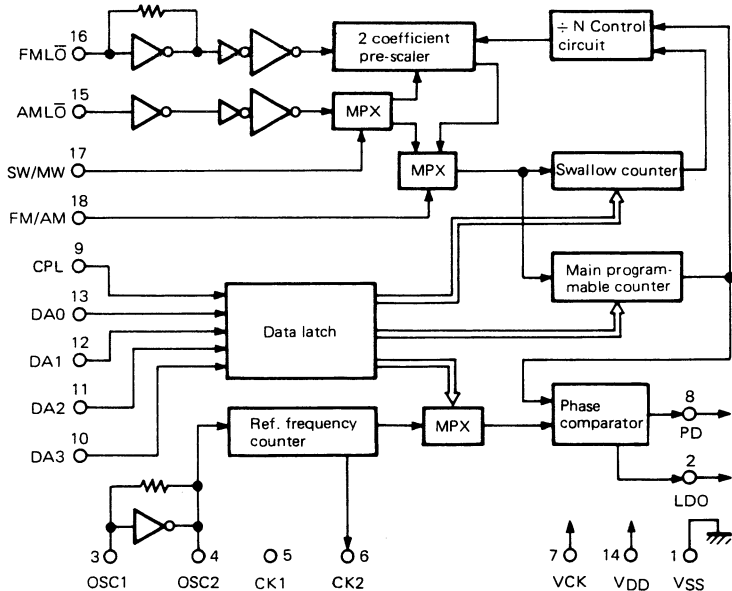 16
FMLO̅
15
AMLO̅
17
SW/MW
18
FM/AM
9
CPL
13
DA0
12
DA1
11
DA2
10
DA3
2 coefficient
pre-scaler
÷ N Control
circuit
MPX
MPX
Swallow counter
Main program-
mable counter
Data latch
Ref. frequency
counter
MPX
Phase
comparator
8
PD
2
LDO
3
OSC1
4
OSC2
5
CK1
6
CK2
7
VCK
14
VDD
1
VSS